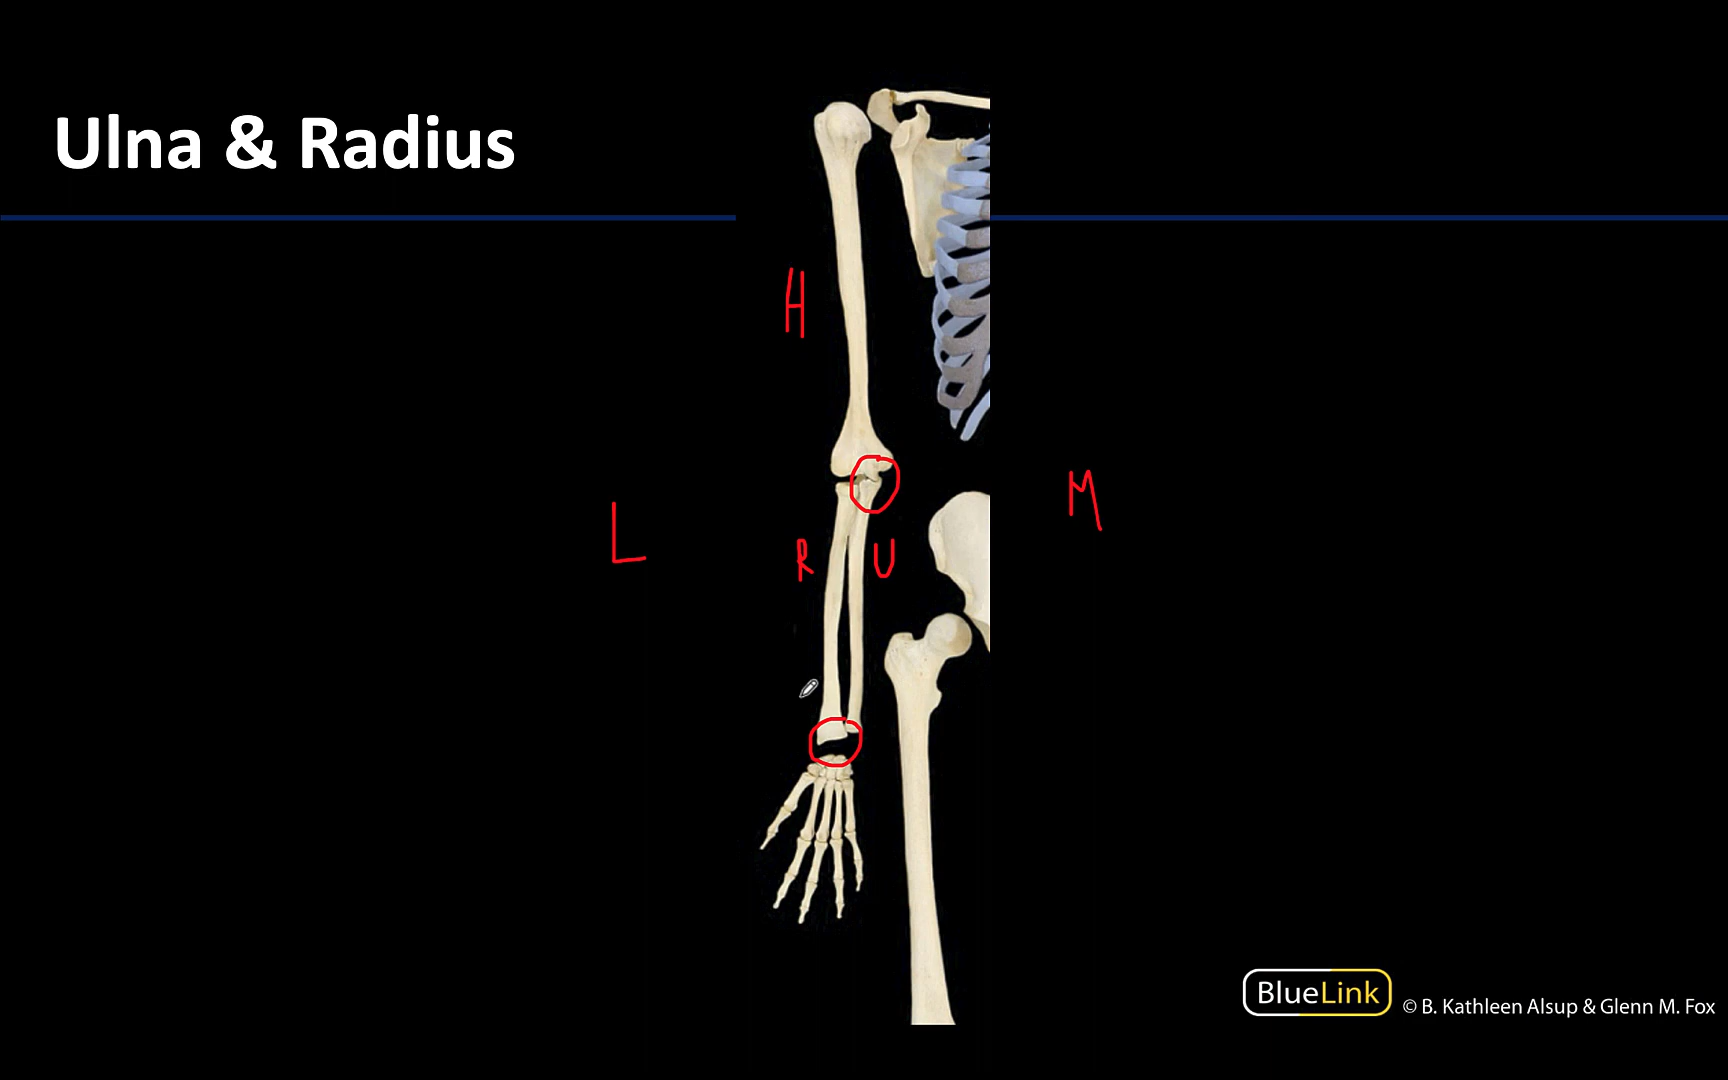 Ulna & Radius
H
L
M
R
U
BlueLink
© B. Kathleen Alsup & Glenn M. Fox